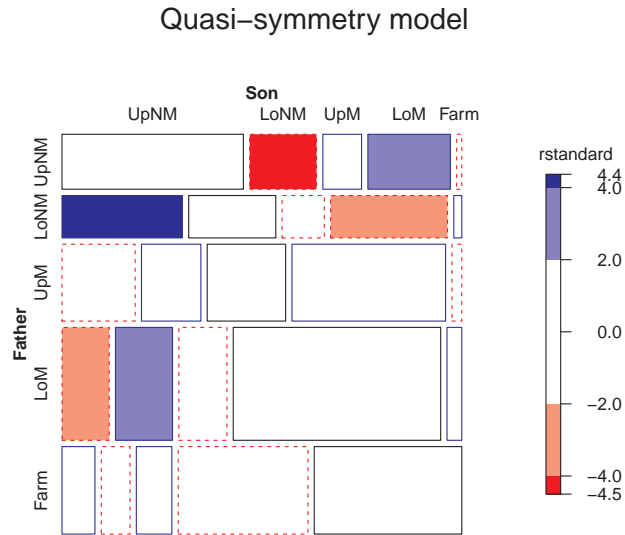 Quasi−symmetry model
Son
UpNM LoNM UpM LoM Farm
Father
UpNM
LoNM
UpM
LoM
Farm
rstandard
4.4
4.0
2.0
0.0
−2.0
−4.0
−4.5